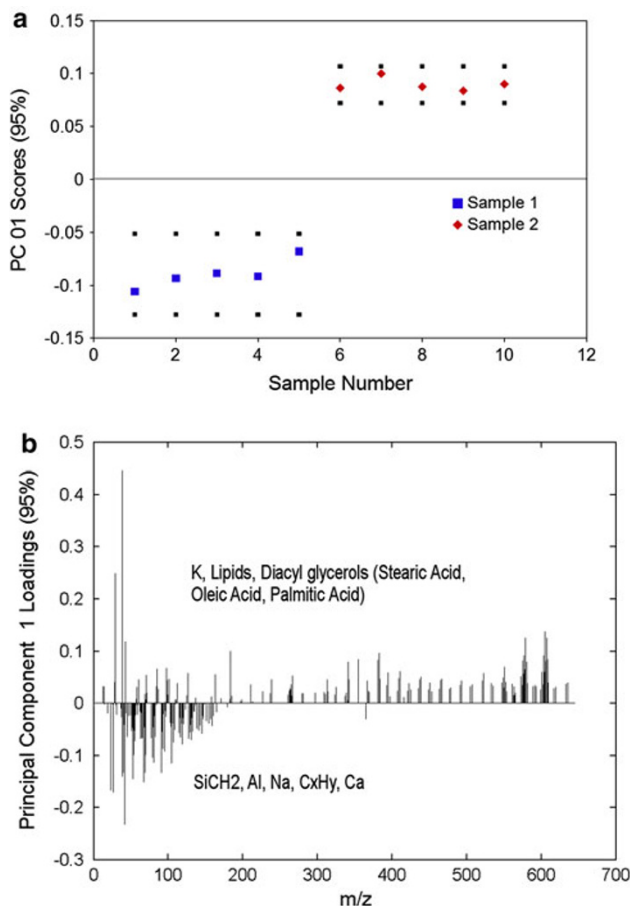 a
PC 01 Scores (95%)
0.15
0.1
0.05
0
-0.05
-0.1
-0.15
Sample 1
Sample 2
0 2 4 6 8 10 12
Sample Number
b
Principal Component 1 Loadings (95%)
0.5
0.4
0.3
0.2
0.1
0
-0.1
-0.2
-0.3
K, Lipids, Diacyl glycerols (Stearic Acid,
Oleic Acid, Palmitic Acid)
SiCH2, Al, Na, CxHy, Ca
0 100 200 300 400 500 600 700
m/z